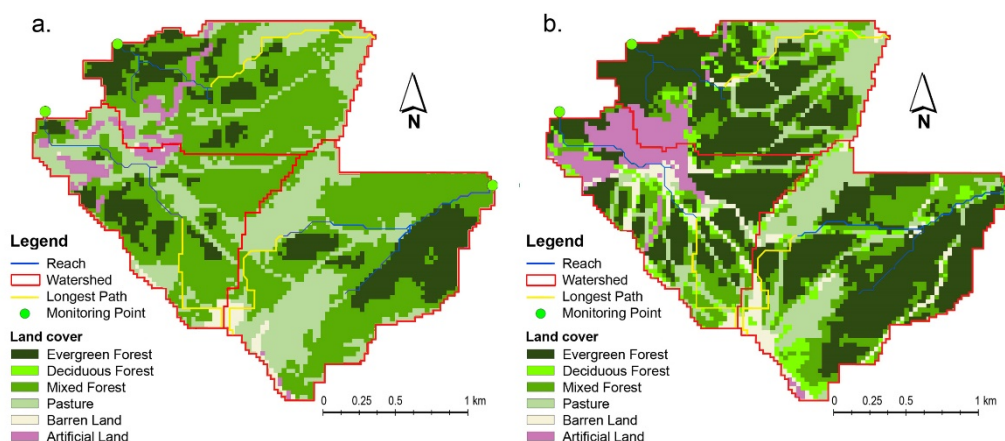 a.
N
Legend
Reach
Watershed
Longest Path
Monitoring Point
Land cover
Evergreen Forest
Deciduous Forest
Mixed Forest
Pasture
Barren Land
Artificial Land
0 0.25 0.5 1 km
b.
N
Legend
Reach
Watershed
Longest Path
Monitoring Point
Land cover
Evergreen Forest
Deciduous Forest
Mixed Forest
Pasture
Barren Land
Artificial Land
0 0.25 0.5 1 km